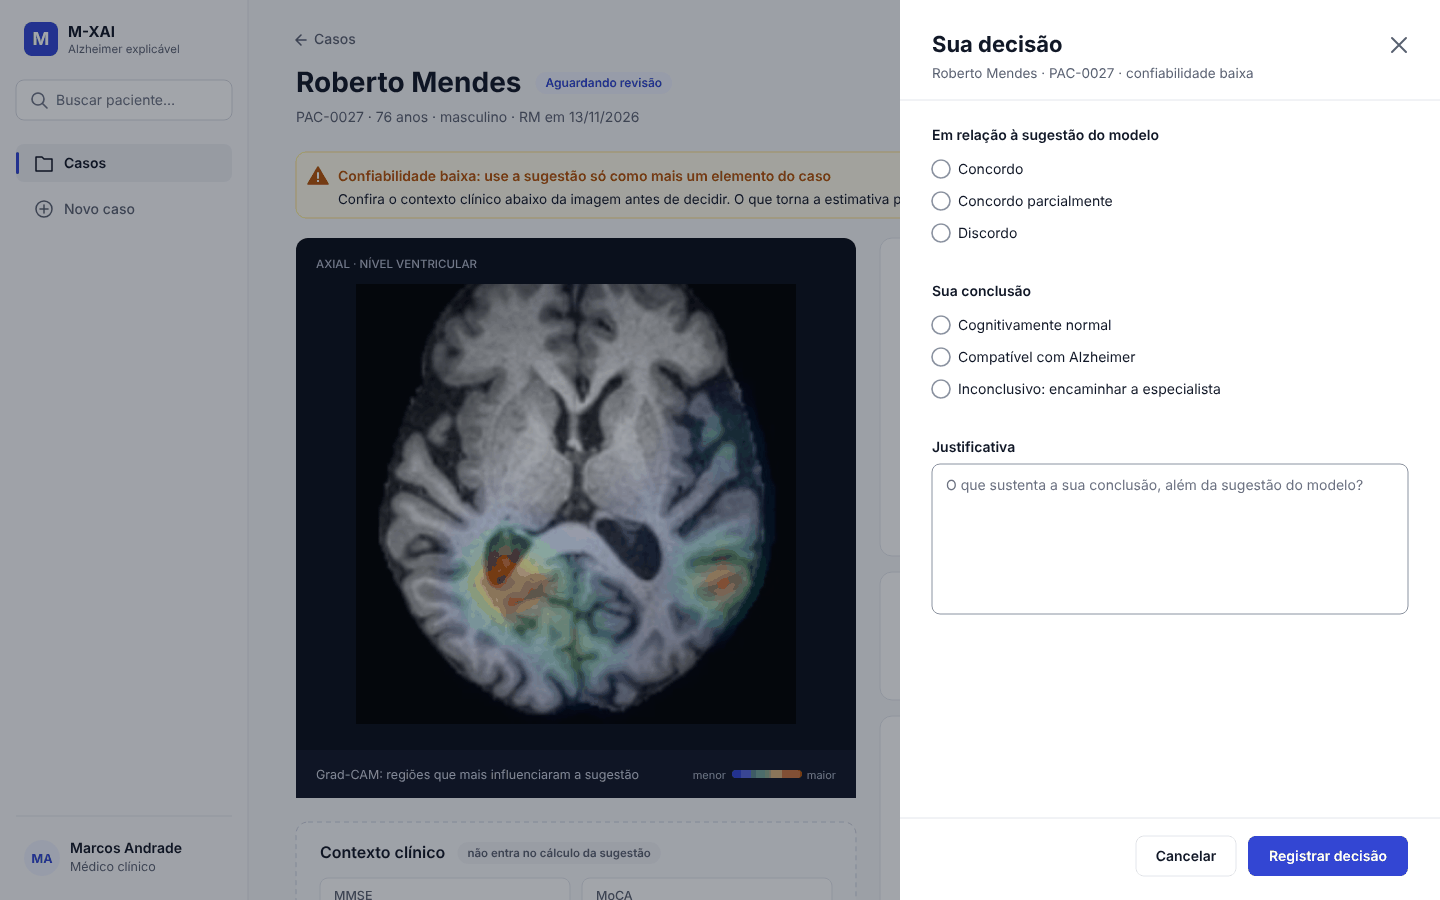 M
M-XAI
Alzheimer explicável
Buscar paciente...
Casos
Novo caso
MA
Marcos Andrade
Médico clínico
Casos
Roberto Mendes
Aguardando revisão
PAC-0027 · 76 anos · masculino · RM em 13/11/2026
Confiabilidade baixa: use a sugestão só como mais um elemento do caso
Confira o contexto clínico abaixo da imagem antes de decidir. O que torna a estimativa p
AXIAL · NÍVEL VENTRICULAR
Grad-CAM: regiões que mais influenciaram a sugestão
menor
maior
Contexto clínico
não entra no cálculo da sugestão
MMSE
MoCA
Sua decisão
Roberto Mendes · PAC-0027 · confiabilidade baixa
Em relação à sugestão do modelo
Concordo
Concordo parcialmente
Discordo
Sua conclusão
Cognitivamente normal
Compatível com Alzheimer
Inconclusivo: encaminhar a especialista
Justificativa
O que sustenta a sua conclusão, além da sugestão do modelo?
Cancelar
Registrar decisão